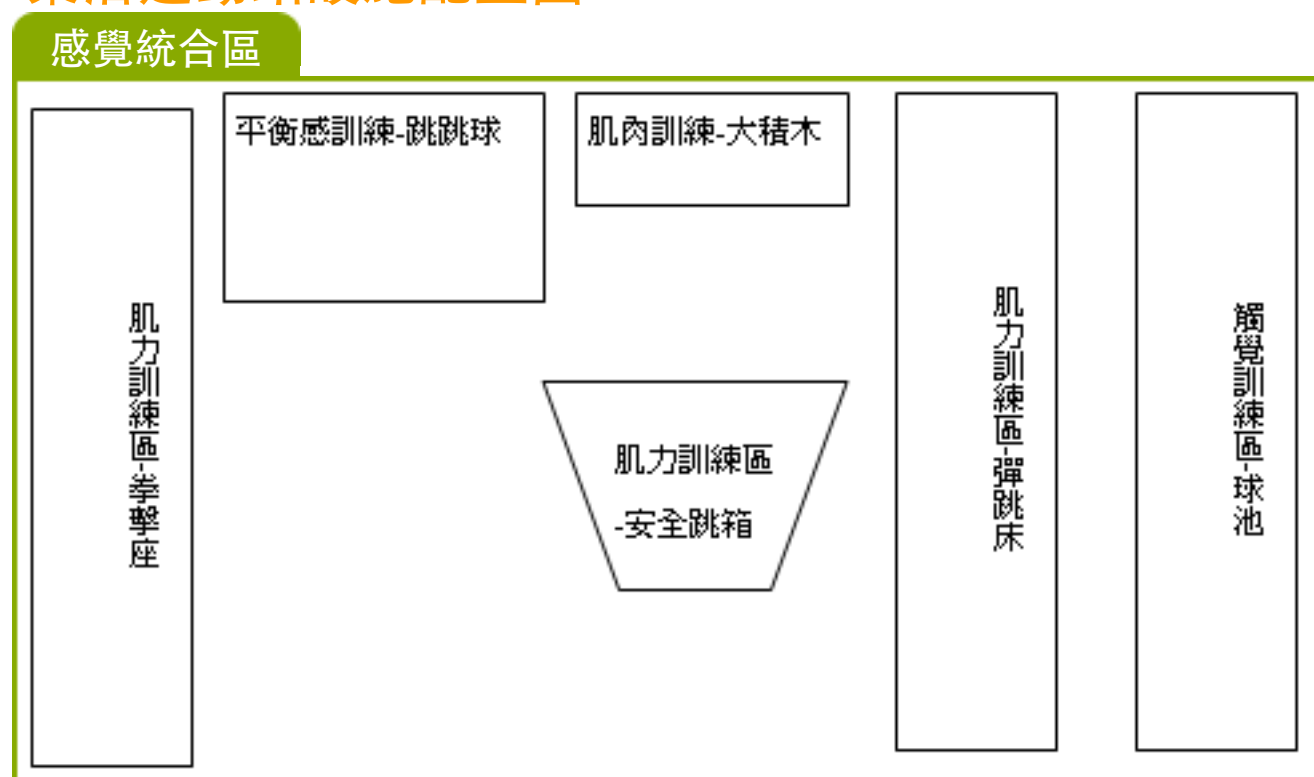 感覺統合區
平衡感訓練-跳跳球
肌肉訓練-大積木
肌力訓練區-拳擊座
肌力訓練區
-安全跳箱
肌力訓練區-彈跳床
觸覺訓練區-球池